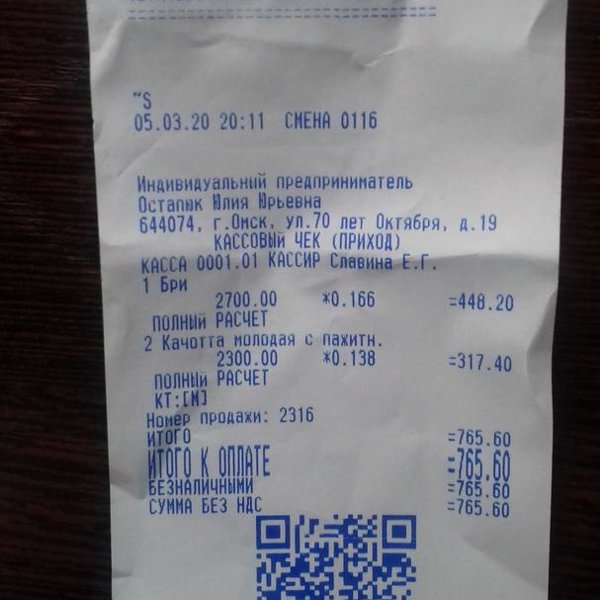 ~S
05.03.20 20:11 СМЕНА 0116
Индивидуальный предприниматель
Остапык Юлия Юрьевна
644074, г.Омск, ул.70 лет Октября, д.19
КАССОВЫЙ ЧЕК (ПРИХОД)
КАССА 0001.01 КАССИР Славина Е.Г.
1 Бри
2700.00 *0.166 =448.20
ПОЛНЫЙ РАСЧЕТ
2 Качотта молодая с пажитн.
2300.00 *0.138 =317.40
ПОЛНЫЙ РАСЧЕТ
КТ:[М]
Номер продажи: 2316
ИТОГО =765.60
ИТОГО К ОПЛАТЕ =765.60
БЕЗНАЛИЧНЫМИ =765.60
СУММА БЕЗ НДС =765.60